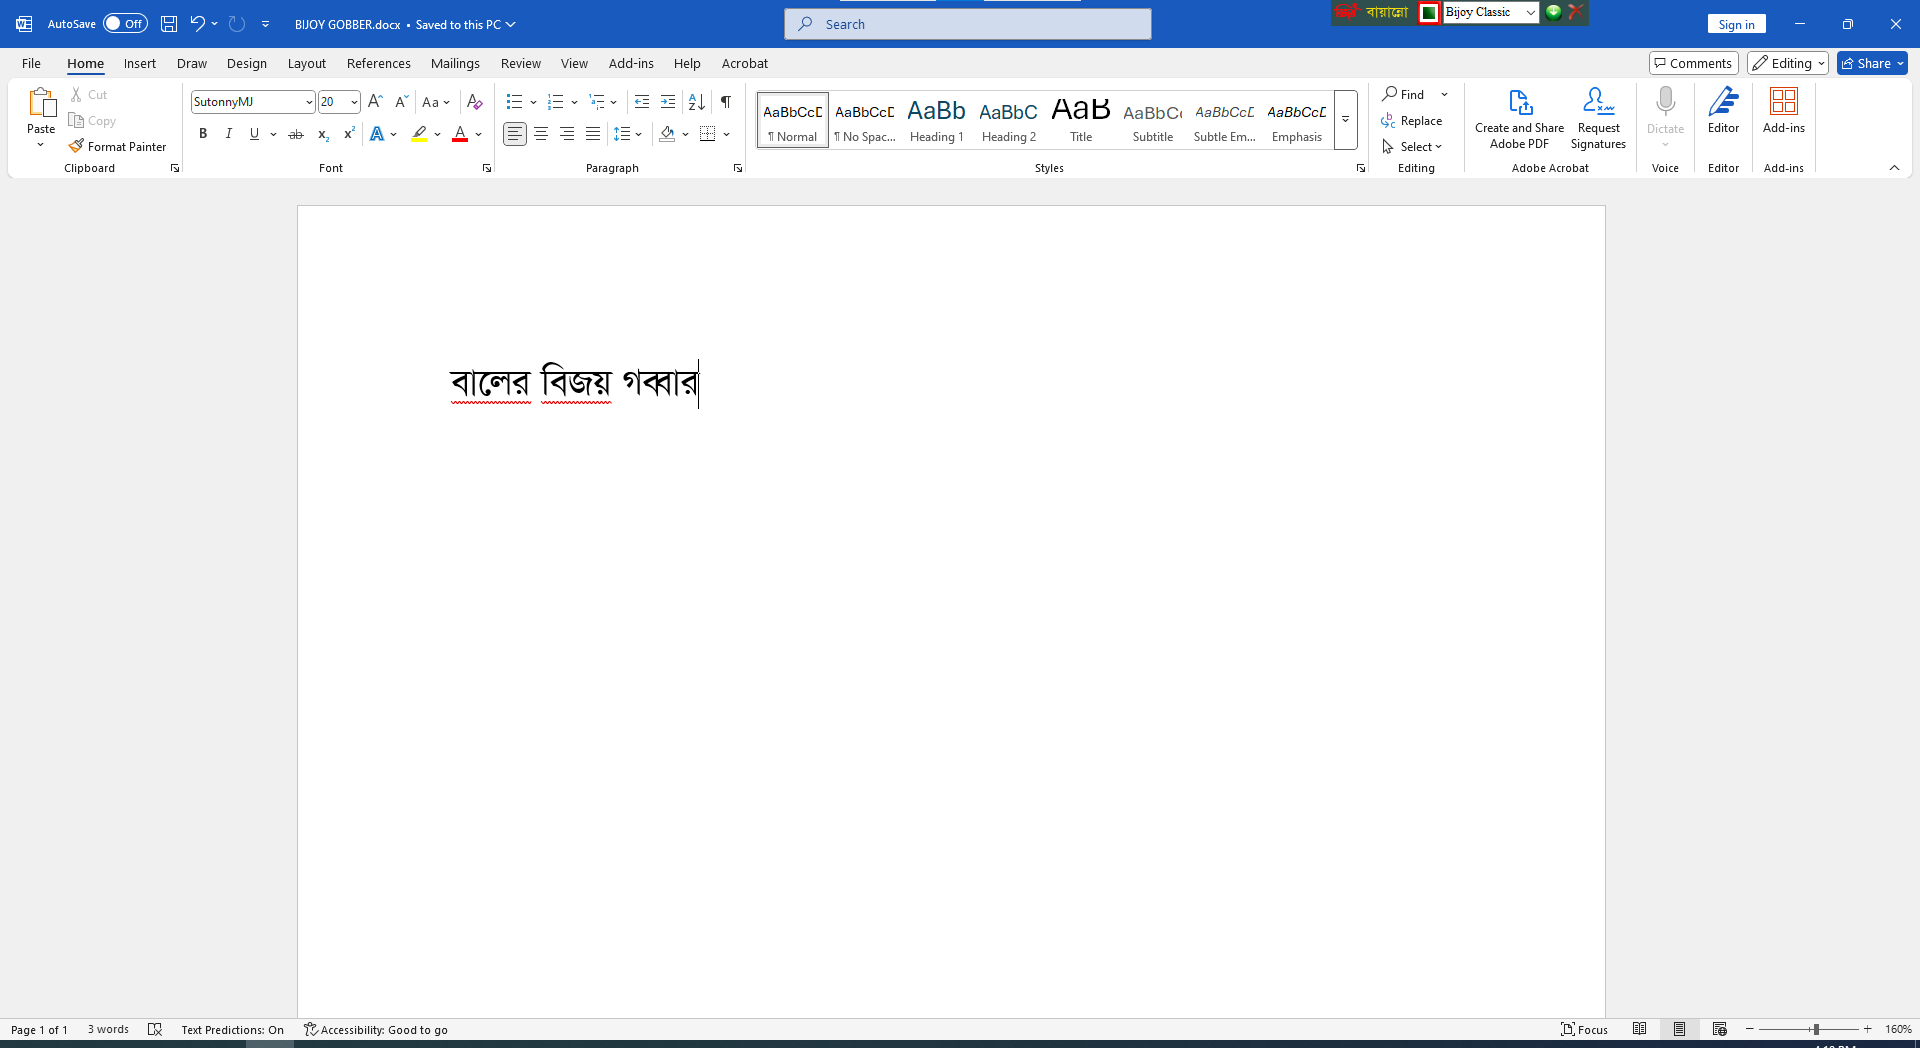 AutoSave Off BIJOY GOBBER.docx • Saved to this PC Search বায়ান্নো Bijoy Classic Sign in
File Home Insert Draw Design Layout References Mailings Review View Add-ins Help Acrobat Comments Editing Share
Paste Cut Copy Format Painter Clipboard
SutonnyMJ 20 Aa B I U ab x₂ x² A A Font
Paragraph
AaBbCcD ¶ Normal
AaBbCcD ¶ No Spac...
AaBb Heading 1
AaBbC Heading 2
AaB Title
AaBbCc Subtitle
AaBbCcD Subtle Em...
AaBbCcD Emphasis
Styles
Find Replace Select Editing
Create and Share Adobe PDF
Request Signatures
Adobe Acrobat
Dictate Voice
Editor Editor
Add-ins Add-ins
বালের বিজয় গব্বার
Page 1 of 1 3 words Text Predictions: On Accessibility: Good to go Focus 160%